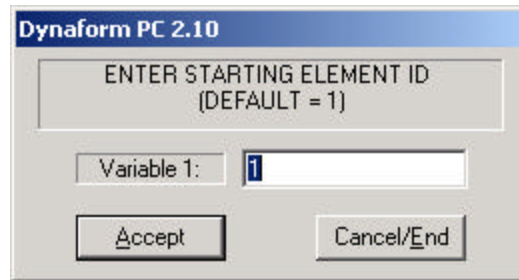 Dynaform PC 2.10
ENTER STARTING ELEMENT ID
(DEFAULT = 1)
Variable 1: 1
Accept Cancel/End